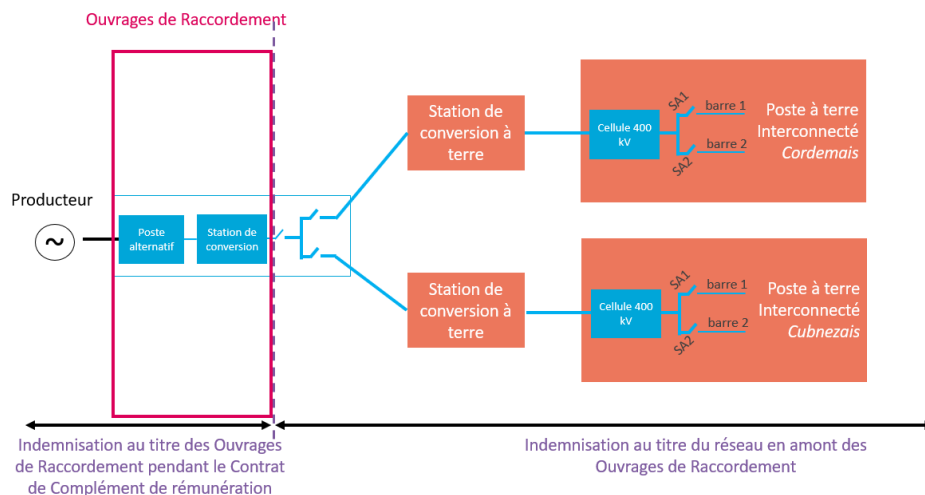 Ouvrages de Raccordement
Producteur
~
Poste
alternatif
Station de
conversion
Station de
conversion à
terre
Cellule 400
kV
SA1
barre 1
SA2
barre 2
Poste à terre
Interconnecté
Cordemais
Station de
conversion à
terre
Cellule 400
kV
SA1
barre 1
SA2
barre 2
Poste à terre
Interconnecté
Cubnezais
Indemnisation au titre des Ouvrages
de Raccordement pendant le Contrat
de Complément de rémunération
Indemnisation au titre du réseau en amont des
Ouvrages de Raccordement